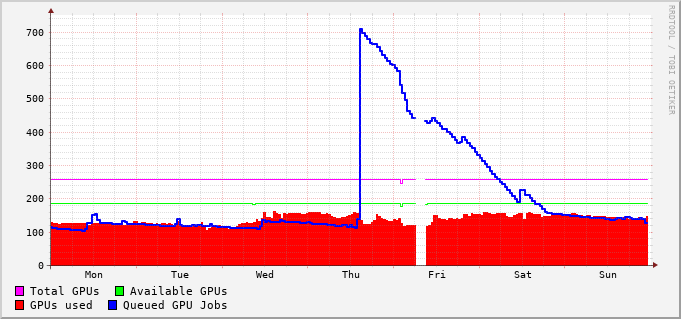 700
600
500
400
300
200
100
0
Mon Tue Wed Thu Fri Sat Sun
Total GPUs Available GPUs
GPUs used Queued GPU Jobs
RRDTOOL / TOBI OETIKER